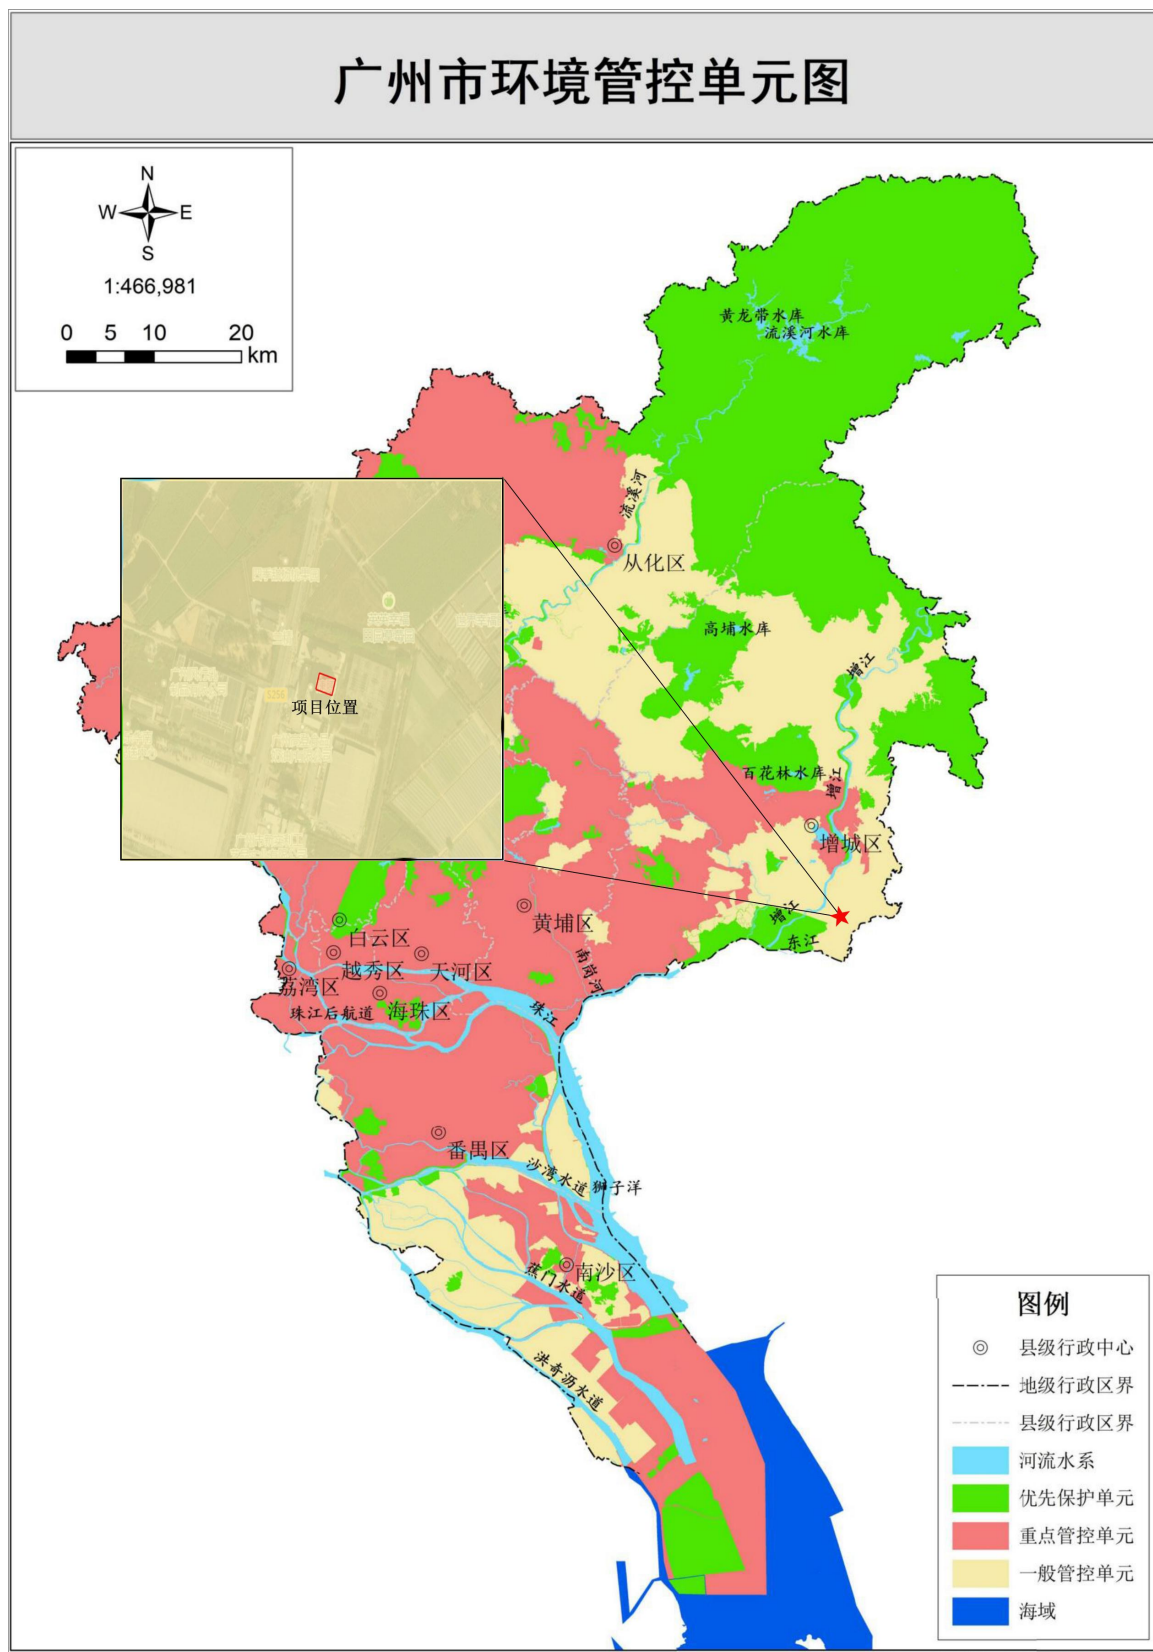 广州市环境管控单元图
N
W E
S
1:466,981
0 5 10 20
km
黄龙带水库
流溪河水库
流溪河
从化区
高埔水库
增江
S256
项目位置
百花林水库
增江
增城区
增江
东江
黄埔区
白云区
越秀区
天河区
荔湾区
海珠区
南岗河
珠江后航道
珠江
番禺区
沙湾水道
狮子洋
南沙区
蕉门水道
洪奇沥水道
图例
县级行政中心
地级行政区界
县级行政区界
河流水系
优先保护单元
重点管控单元
一般管控单元
海域